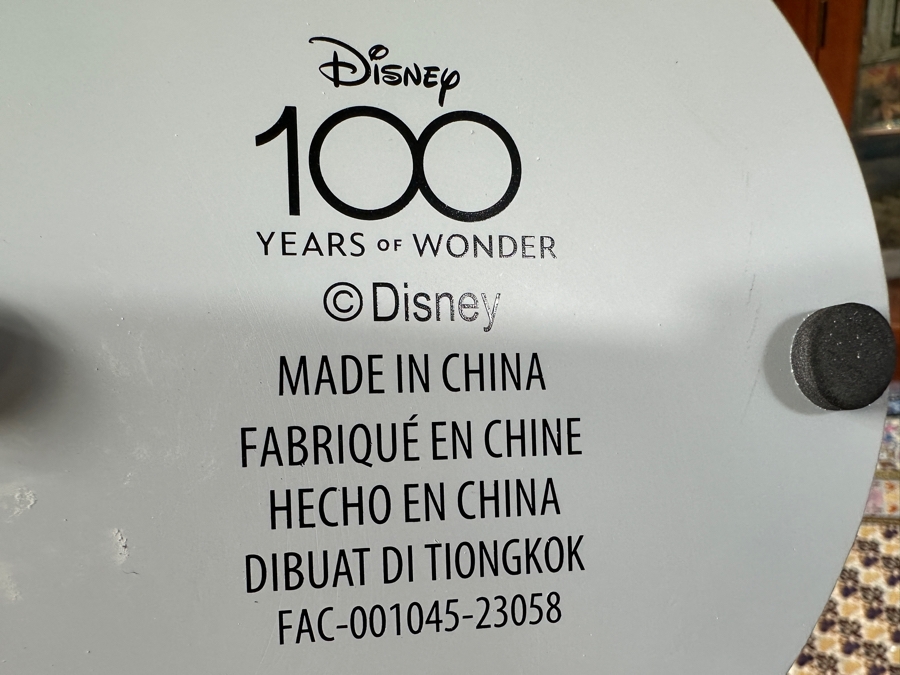 Disney
100
YEARS OF WONDER
©Disney
MADE IN CHINA
FABRIQUÉ EN CHINE
HECHO EN CHINA
DIBUAT DI TIONGKOK
FAC-001045-23058